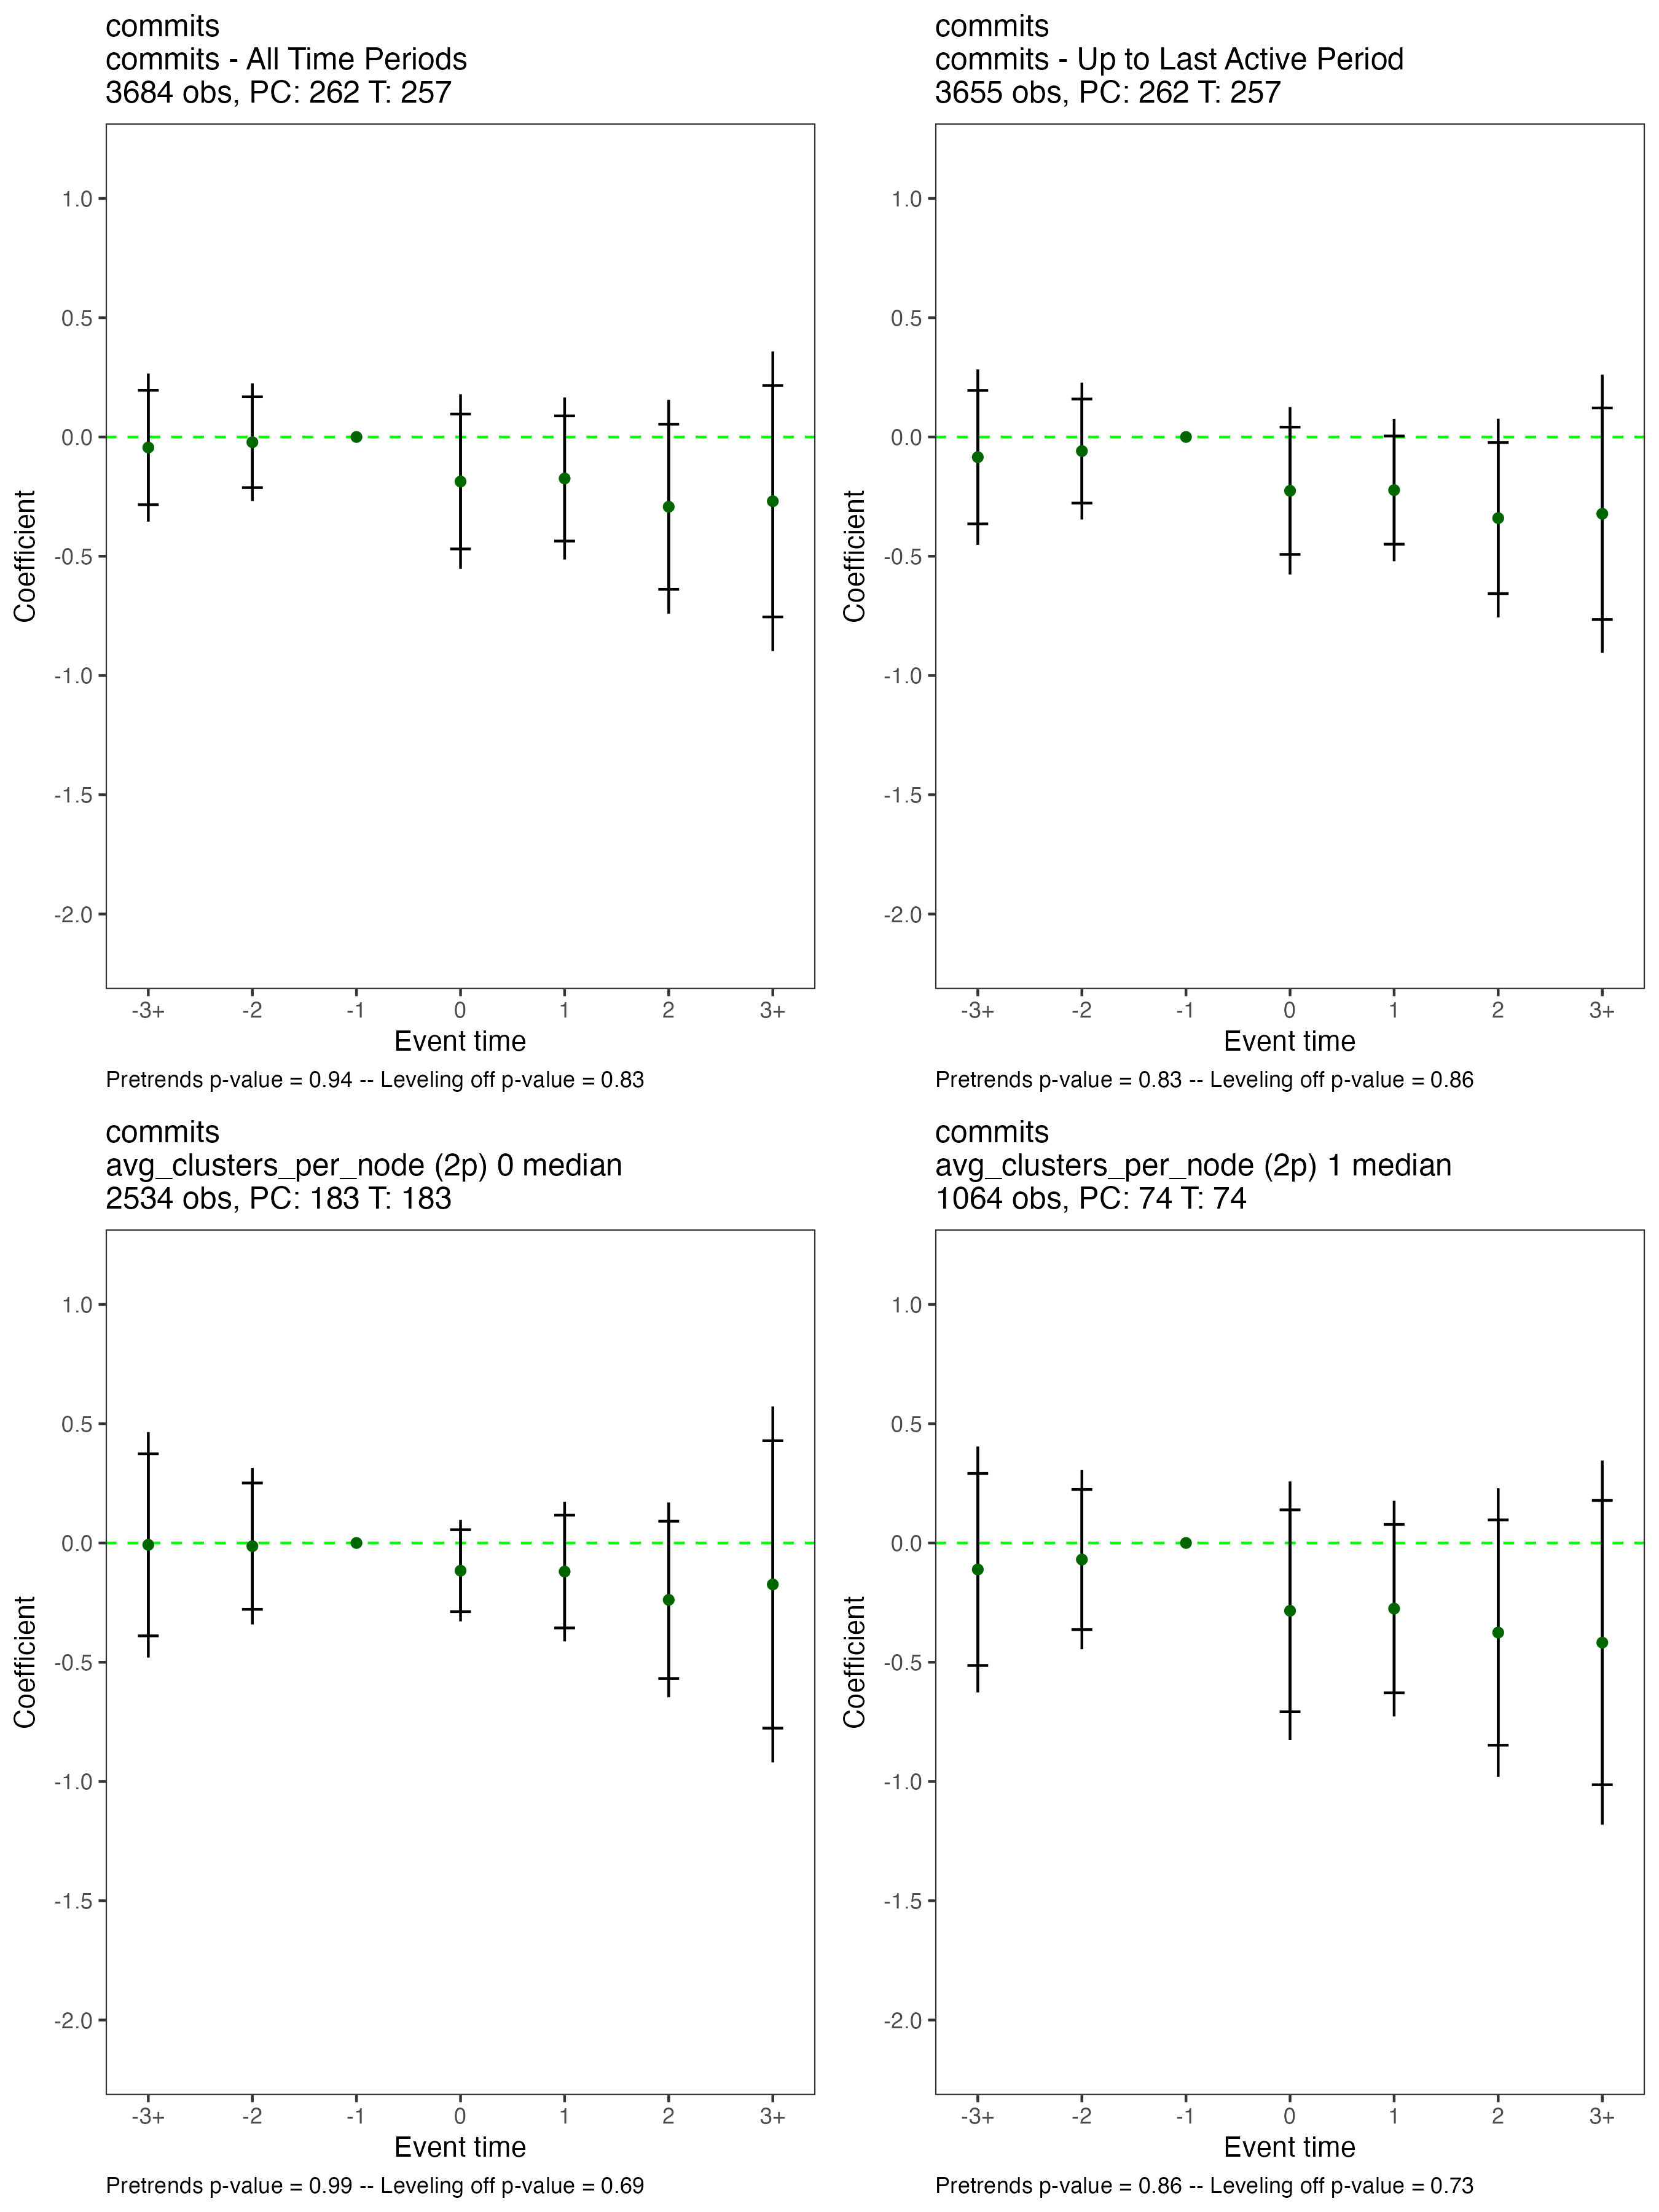 commits
commits - All Time Periods
3684 obs, PC: 262 T: 257
1.0
0.5
0.0
-0.5
-1.0
-1.5
-2.0
Coefficient
-3+ -2 -1 0 1 2 3+
Event time
Pretrends p-value = 0.94 -- Leveling off p-value = 0.83
commits
commits - Up to Last Active Period
3655 obs, PC: 262 T: 257
1.0
0.5
0.0
-0.5
-1.0
-1.5
-2.0
Coefficient
-3+ -2 -1 0 1 2 3+
Event time
Pretrends p-value = 0.83 -- Leveling off p-value = 0.86
commits
avg_clusters_per_node (2p) 0 median
2534 obs, PC: 183 T: 183
1.0
0.5
0.0
-0.5
-1.0
-1.5
-2.0
Coefficient
-3+ -2 -1 0 1 2 3+
Event time
Pretrends p-value = 0.99 -- Leveling off p-value = 0.69
commits
avg_clusters_per_node (2p) 1 median
1064 obs, PC: 74 T: 74
1.0
0.5
0.0
-0.5
-1.0
-1.5
-2.0
Coefficient
-3+ -2 -1 0 1 2 3+
Event time
Pretrends p-value = 0.86 -- Leveling off p-value = 0.73